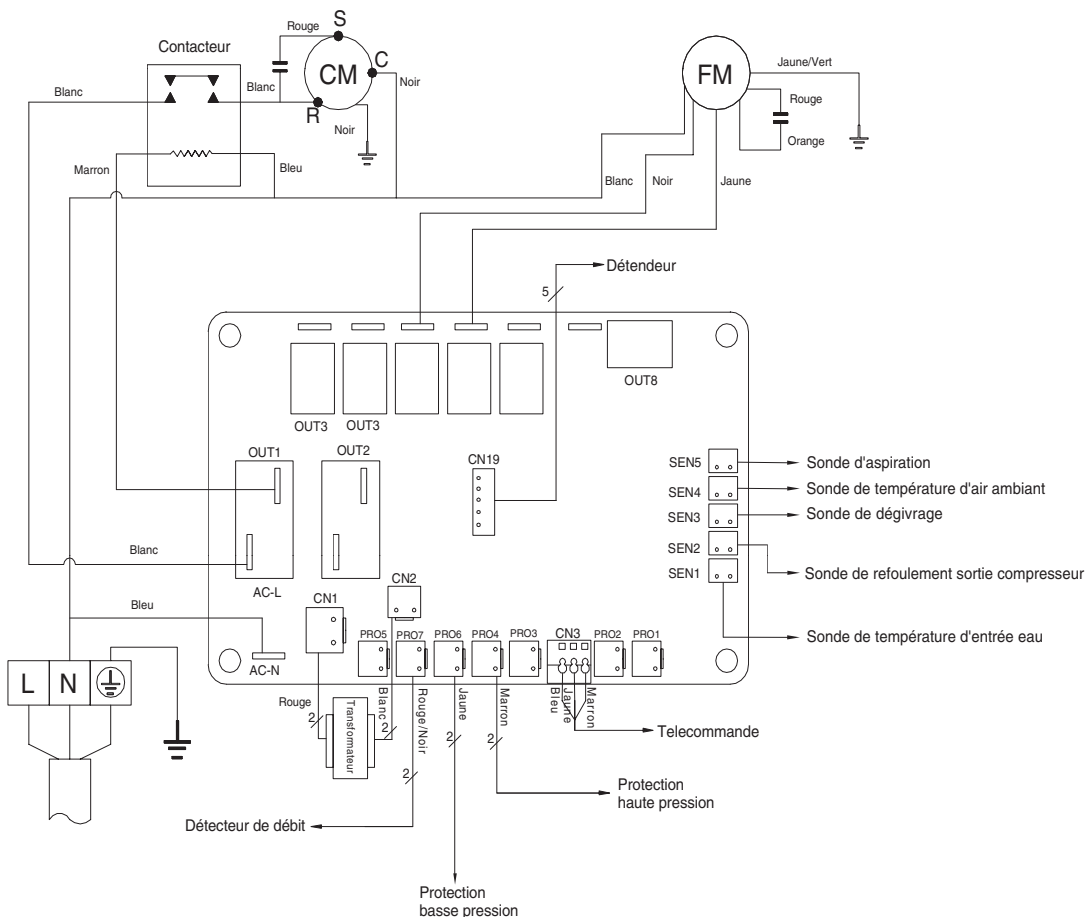 S
Rouge
Contacteur
C
CM
FM
Jaune/Vert
Blanc
Blanc
Noir
Rouge
R
Noir
Orange
Marron
Bleu
Blanc
Noir
Jaune
Détendeur
5
OUT8
OUT3
OUT3
OUT1
OUT2
CN19
SEN5
Sonde d'aspiration
SEN4
Sonde de température d'air ambiant
SEN3
Sonde de dégivrage
SEN2
Blanc
SEN1
Sonde de refoulement sortie compresseur
AC-L
CN2
CN1
Bleu
PRO5
PRO7
PRO6
PRO4
PRO3
CN3
PRO2
PRO1
Sonde de température d'entrée eau
AC-N
L
N
Rouge
2
Transformateur
Blanc
2
Rouge/Noir
2
Jaune
2
Marron
2
Bleu
Jaune
Marron
Telecommande
Protection
haute pression
Détecteur de débit
Protection
basse pression